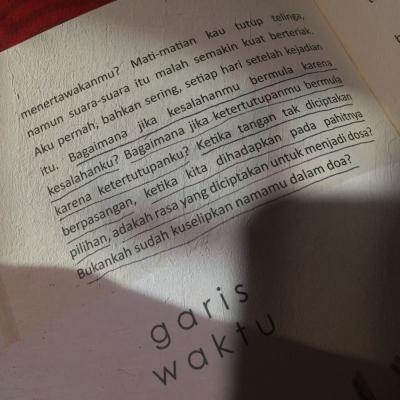 menertawakanmu? Mati-matian kau tutup telinga,
namun suara-suara itu malah semakin kuat berteriak.
Aku pernah, bahkan sering, setiap hari setelah kejadian
itu. Bagaimana jika kesalahanmu bermula karena
kesalahanku? Bagaimana jika ketertutupanmu bermula
karena ketertutupanku? Ketika tangan tak diciptakan
berpasangan, ketika kita dihadapkan pada pahitnya
pilihan, adakah rasa yang diciptakan untuk menjadi dosa?
Bukankah sudah kuselipkan namamu dalam doa?
garis
waktu